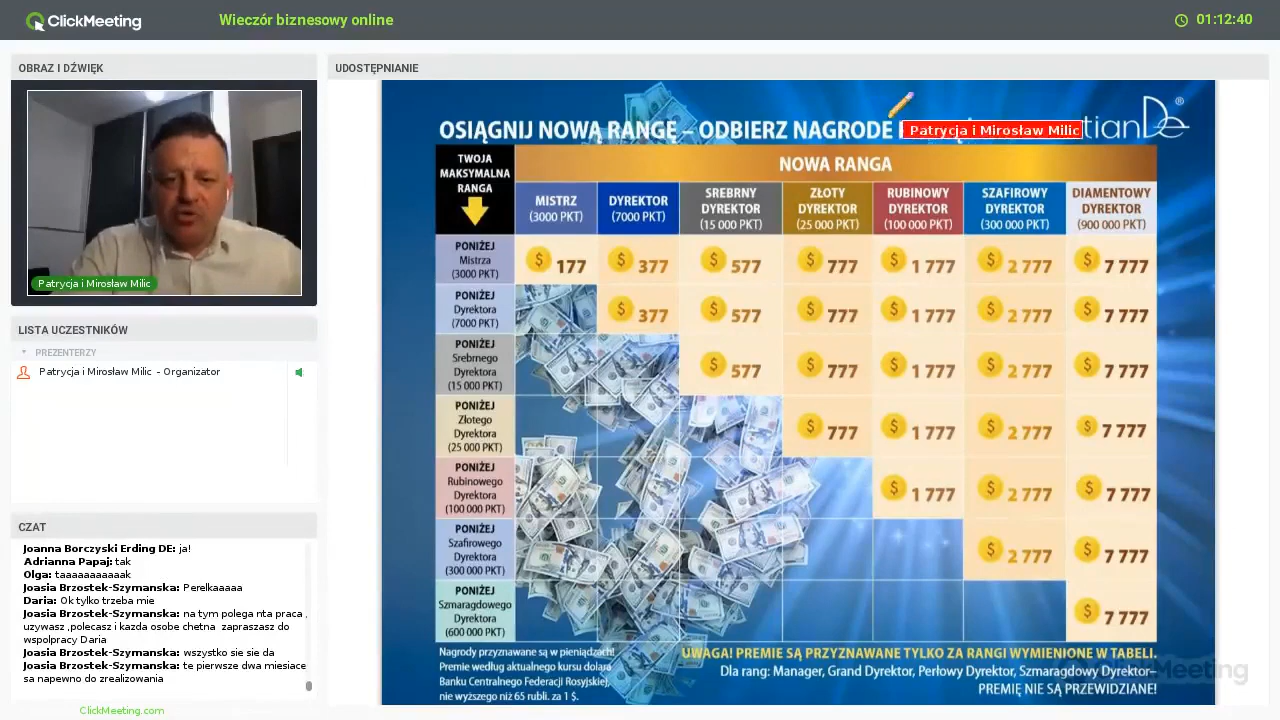 ClickMeeting
Wieczór biznesowy online
01:12:40
OBRAZ I DŹWIĘK
UDOSTĘPNIANIE
Patrycja i Mirosław Milic
LISTA UCZESTNIKÓW
PREZENTERZY
Patrycja i Mirosław Milic - Organizator
CZAT
Joanna Borczyski Erding DE: ja!
Adrianna Papaj: tak
Olga: taaaaaaaaaaak
Joasia Brzostek-Szymanska: Perelkaaaaa
Daria: Ok tylko trzeba mie
Joasia Brzostek-Szymanska: na tym polega nta praca ,
uzywasz ,polecasz i kazda osobe chetna zapraszasz do
wspolpracy Daria
Joasia Brzostek-Szymanska: wszystko sie sie da
Joasia Brzostek-Szymanska: te pierwsze dwa miesiace
sa napewno do zrealizowania
ClickMeeting.com
OSIĄGNIJ NOWĄ RANGĘ – ODBIERZ NAGRODĘ
Patrycja i Mirosław Milic
tianDe®
TWOJA
MAKSYMALNA
RANGA
NOWA RANGA
MISTRZ
(3000 PKT)
DYREKTOR
(7000 PKT)
SREBRNY
DYREKTOR
(15 000 PKT)
ZŁOTY
DYREKTOR
(25 000 PKT)
RUBINOWY
DYREKTOR
(100 000 PKT)
SZAFIROWY
DYREKTOR
(300 000 PKT)
DIAMENTOWY
DYREKTOR
(900 000 PKT)
PONIŻEJ
Mistrza
(3000 PKT)
$ 177 $ 377 $ 577 $ 777 $ 1 777 $ 2 777 $ 7 777
PONIŻEJ
Dyrektora
(7000 PKT)
$ 377 $ 577 $ 777 $ 1 777 $ 2 777 $ 7 777
PONIŻEJ
Srebrnego
Dyrektora
(15 000 PKT)
$ 577 $ 777 $ 1 777 $ 2 777 $ 7 777
PONIŻEJ
Złotego
Dyrektora
(25 000 PKT)
$ 777 $ 1 777 $ 2 777 $ 7 777
PONIŻEJ
Rubinowego
Dyrektora
(100 000 PKT)
$ 1 777 $ 2 777 $ 7 777
PONIŻEJ
Szafirowego
Dyrektora
(300 000 PKT)
$ 2 777 $ 7 777
PONIŻEJ
Szmaragdowego
Dyrektora
(600 000 PKT)
$ 7 777
Nagrody przyznawane są w pieniądzach!
Premie według aktualnego kursu dolara
Banku Centralnego Federacji Rosyjskiej,
nie wyższego niż 65 rubli. za 1 $.
UWAGA! PREMIE SĄ PRZYZNAWANE TYLKO ZA RANGI WYMIENIONE W TABELI.
Dla rang: Manager, Grand Dyrektor, Perłowy Dyrektor, Szmaragdowy Dyrektor–
PREMIĘ NIE SĄ PRZEWIDZIANE!
ClickMeeting